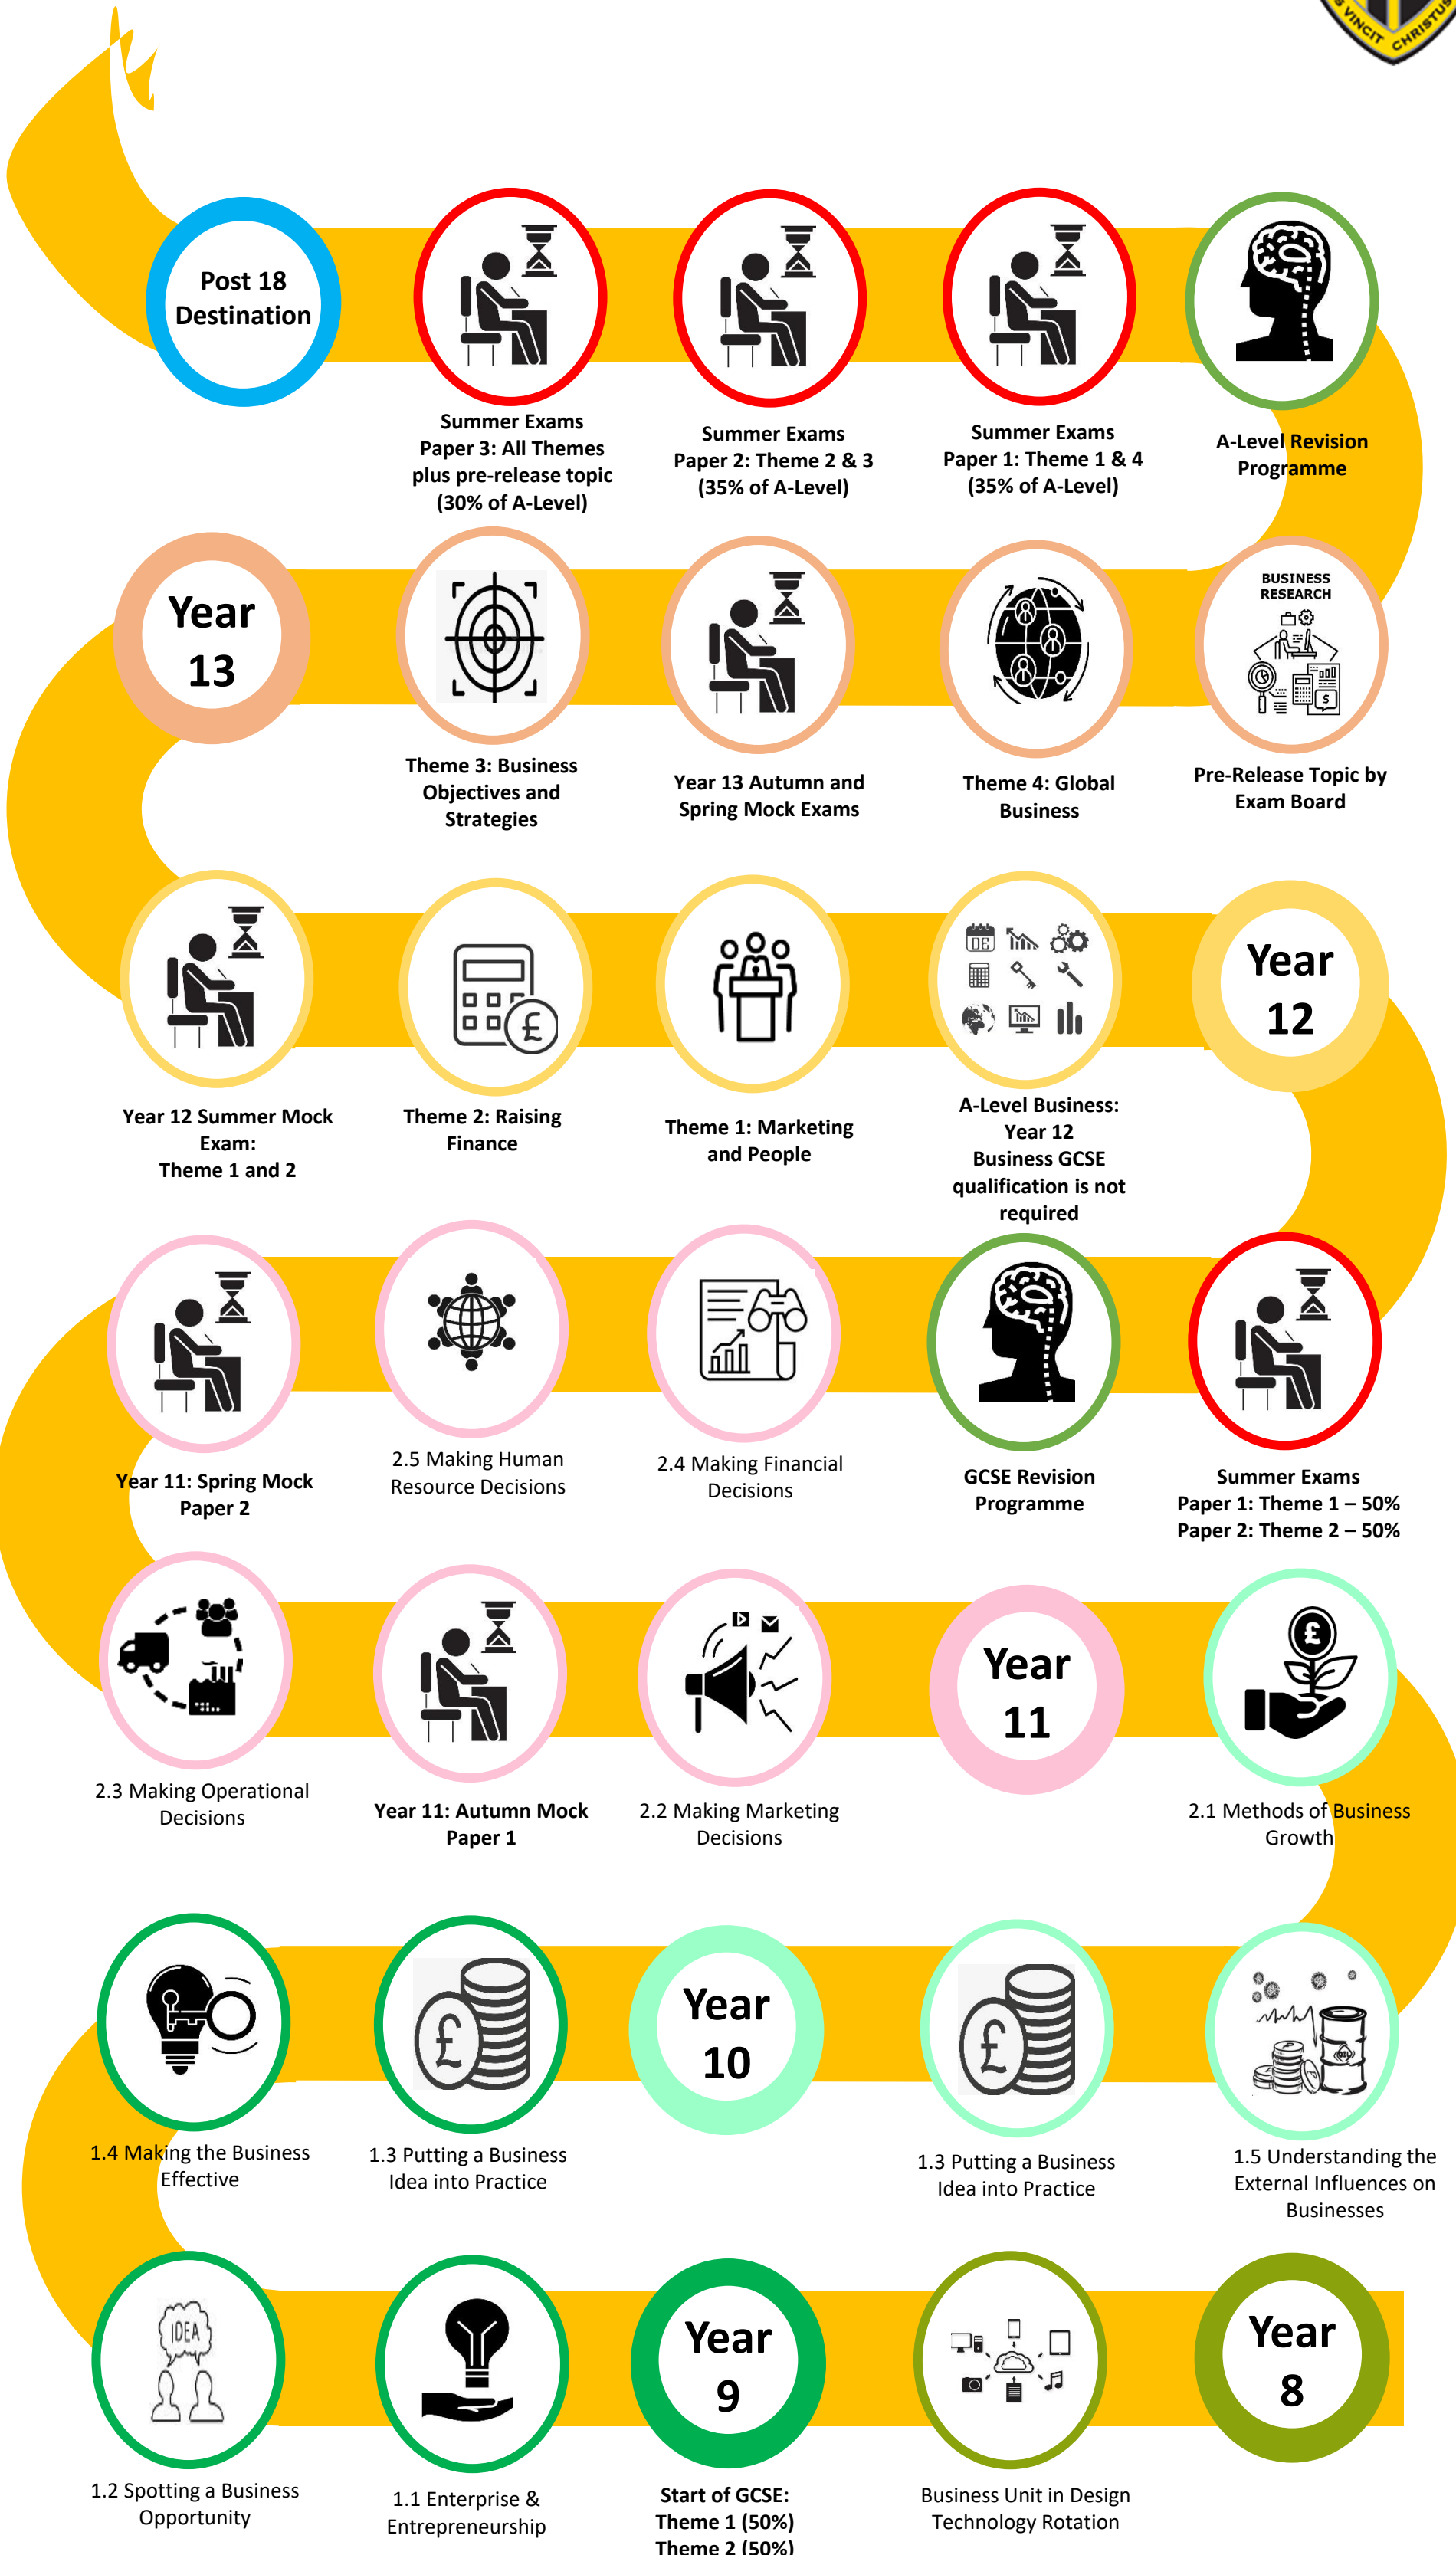 S VINCIT CHRISTUS
Post 18
Destination
Summer Exams
Paper 3: All Themes
plus pre-release topic
(30% of A-Level)
Summer Exams
Paper 2: Theme 2 & 3
(35% of A-Level)
Summer Exams
Paper 1: Theme 1 & 4
(35% of A-Level)
A-Level Revision
Programme
Year
13
Theme 3: Business
Objectives and
Strategies
Year 13 Autumn and
Spring Mock Exams
Theme 4: Global
Business
BUSINESS
RESEARCH
$
Pre-Release Topic by
Exam Board
Year 12 Summer Mock
Exam:
Theme 1 and 2
£
Theme 2: Raising
Finance
Theme 1: Marketing
and People
A-Level Business:
Year 12
Business GCSE
qualification is not
required
Year
12
Year 11: Spring Mock
Paper 2
2.5 Making Human
Resource Decisions
2.4 Making Financial
Decisions
GCSE Revision
Programme
Summer Exams
Paper 1: Theme 1 – 50%
Paper 2: Theme 2 – 50%
2.3 Making Operational
Decisions
Year 11: Autumn Mock
Paper 1
2.2 Making Marketing
Decisions
Year
11
£
2.1 Methods of Business
Growth
1.4 Making the Business
Effective
£
1.3 Putting a Business
Idea into Practice
Year
10
£
1.3 Putting a Business
Idea into Practice
OIL
1.5 Understanding the
External Influences on
Businesses
IDEA
1.2 Spotting a Business
Opportunity
1.1 Enterprise &
Entrepreneurship
Year
9
Start of GCSE:
Theme 1 (50%)
Theme 2 (50%)
Business Unit in Design
Technology Rotation
Year
8